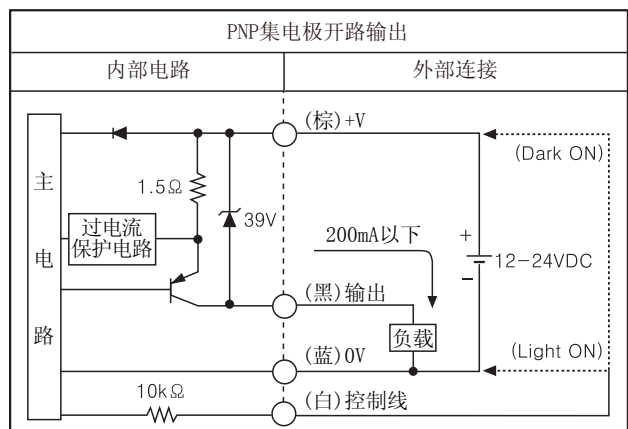 PNP集电极开路输出
内部电路
外部连接
(棕)+V
(Dark ON)
主电路
1.5Ω
39V
过电流
保护电路
200mA以下
+
12-24VDC
-
(黑)输出
负载
(蓝)0V
(Light ON)
10kΩ
(白)控制线